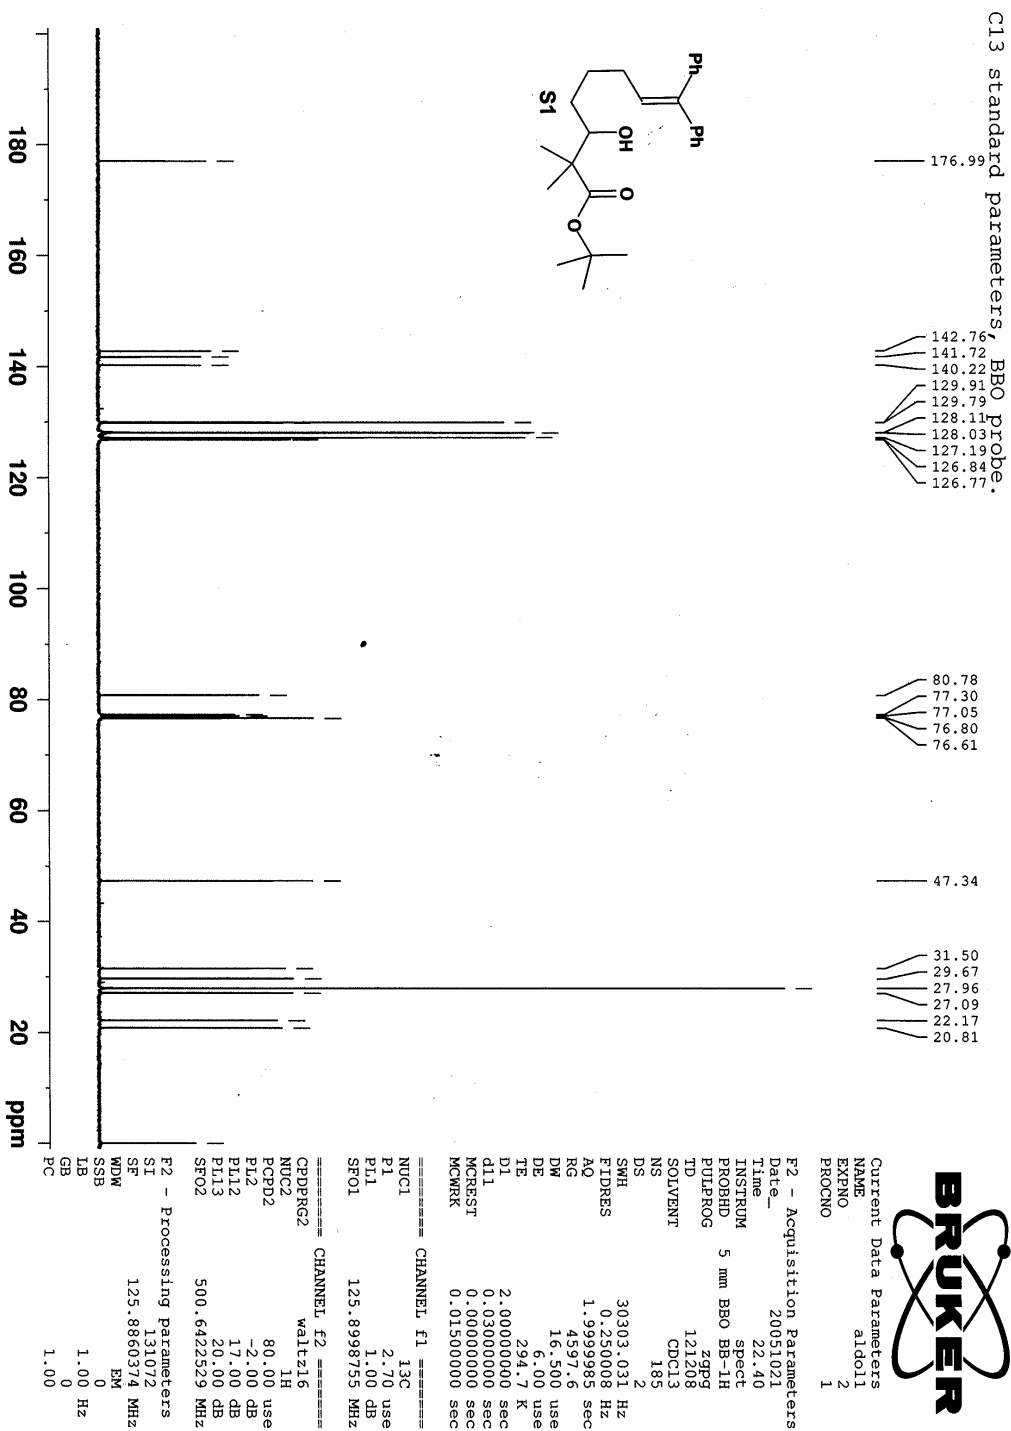 C13 standard parameters, BBO probe.
176.99
142.76
141.72
140.22
129.91
129.79
128.11
128.03
127.19
126.84
126.77
80.78
77.30
77.05
76.80
76.61
47.34
31.50
29.67
27.96
27.09
22.17
20.81
Ph
Ph
OH
O
O
S1
180
160
140
120
100
80
60
40
20
ppm
BRUKER
Current Data Parameters
NAME aldol1
EXPNO 2
PROCNO 1
F2 - Acquisition Parameters
Date_ 20051021
Time 22.40
INSTRUM spect
PROBHD 5 mm BBO BB-1H
PULPROG zgpg
TD 121208
SOLVENT CDCl3
NS 185
DS 2
SWH 30303.031 Hz
FIDRES 0.250008 Hz
AQ 1.9999985 sec
RG 4597.6
DW 16.500 use
DE 6.00 use
TE 294.7 K
D1 2.00000000 sec
d11 0.03000000 sec
MCREST 0.00000000 sec
MCWRK 0.01500000 sec
======== CHANNEL f1 ========
NUC1 13C
P1 2.70 use
PL1 1.00 dB
SFO1 125.8998755 MHz
======== CHANNEL f2 ========
CPDPRG2 waltz16
NUC2 1H
PCPD2 80.00 use
PL2 -2.00 dB
PL12 17.00 dB
PL13 20.00 dB
SFO2 500.6422529 MHz
F2 - Processing parameters
SI 131072
SF 125.8860374 MHz
WDW EM
SSB 0
LB 1.00 Hz
GB 0
PC 1.00